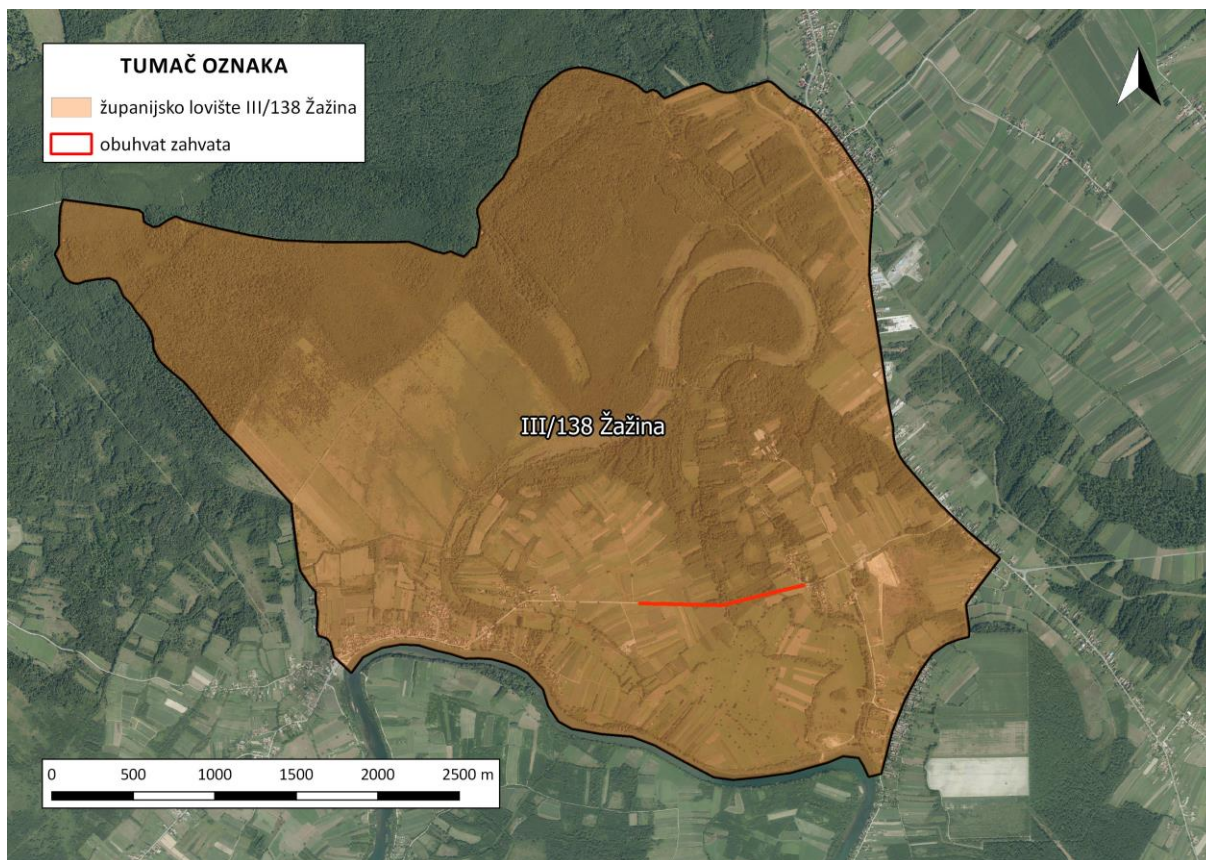 TUMAČ OZNAKA
županijsko lovište III/138 Žažina
obuhvat zahvata
III/138 Žažina
0 500 1000 1500 2000 2500 m